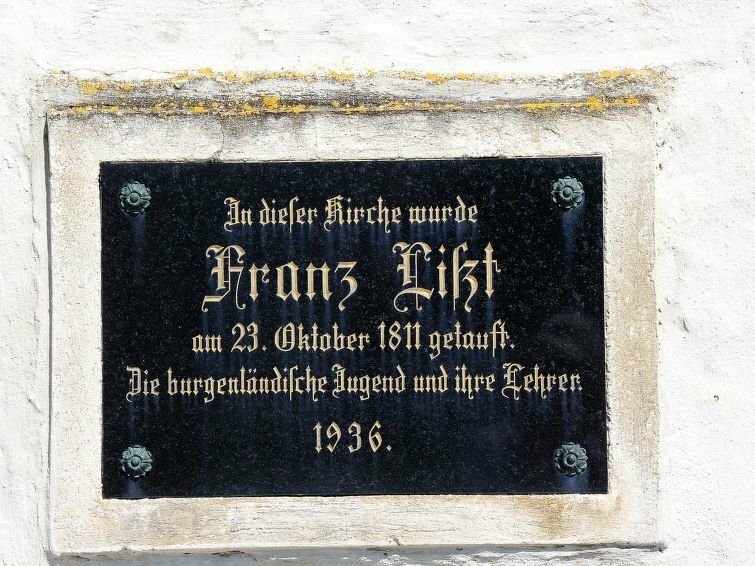 In dieser Kirche wurde
Franz Liszt
am 23. Oktober 1811 getauft.
Die burgenländische Jugend und ihre Lehrer.
1936.